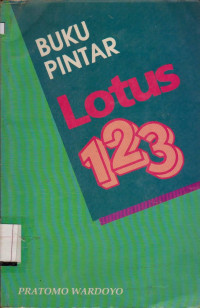 BUKU
PINTAR
Lotus
123
PRATOMO WARDOYO